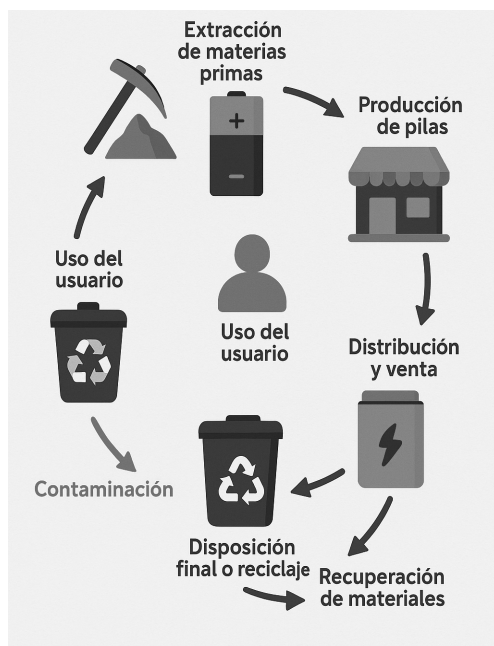 Extracción
de materias
primas
Producción
de pilas
Uso del
usuario
Uso del
usuario
Distribución
y venta
Contaminación
Disposición
final o reciclaje
Recuperación
de materiales